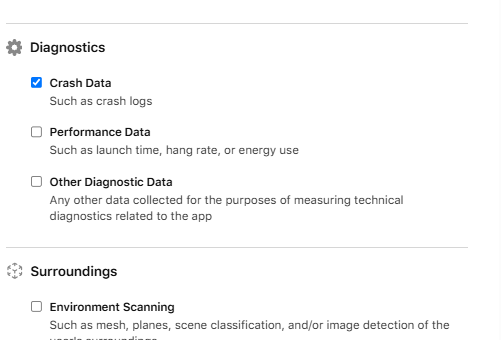 Diagnostics
Crash Data
Such as crash logs
Performance Data
Such as launch time, hang rate, or energy use
Other Diagnostic Data
Any other data collected for the purposes of measuring technical
diagnostics related to the app
Surroundings
Environment Scanning
Such as mesh, planes, scene classification, and/or image detection of the
user's surroundings